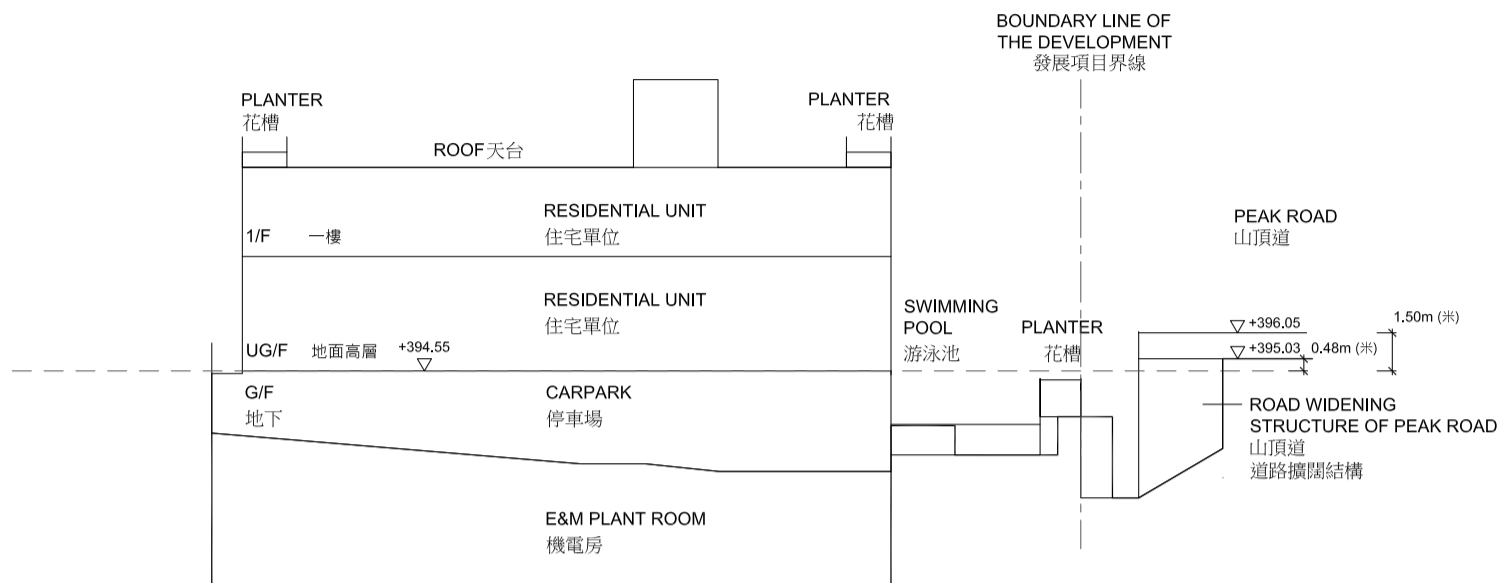 BOUNDARY LINE OF
THE DEVELOPMENT
發展項目界線
PLANTER
花槽
PLANTER
花槽
ROOF天台
RESIDENTIAL UNIT
住宅單位
1/F 一樓
PEAK ROAD
山頂道
RESIDENTIAL UNIT
住宅單位
SWIMMING
POOL
游泳池
PLANTER
花槽
+396.05
1.50m (米)
+395.03
0.48m (米)
UG/F 地面高層 +394.55
G/F
地下
CARPARK
停車場
ROAD WIDENING
STRUCTURE OF PEAK ROAD
山頂道
道路擴闊結構
E&M PLANT ROOM
機電房